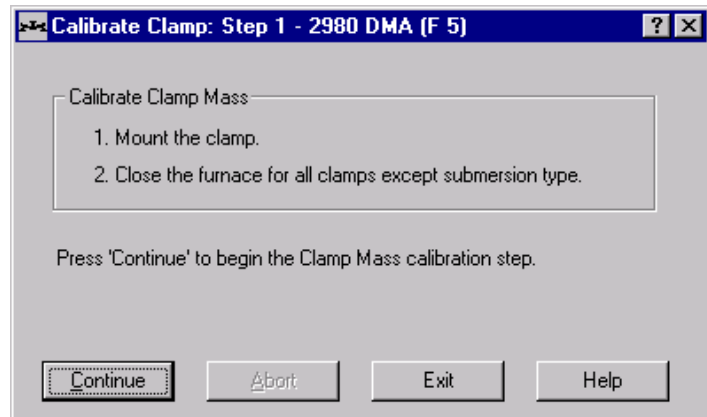 Calibrate Clamp: Step 1 - 2980 DMA (F 5)
Calibrate Clamp Mass
1. Mount the clamp.
2. Close the furnace for all clamps except submersion type.
Press 'Continue' to begin the Clamp Mass calibration step.
Continue Abort Exit Help